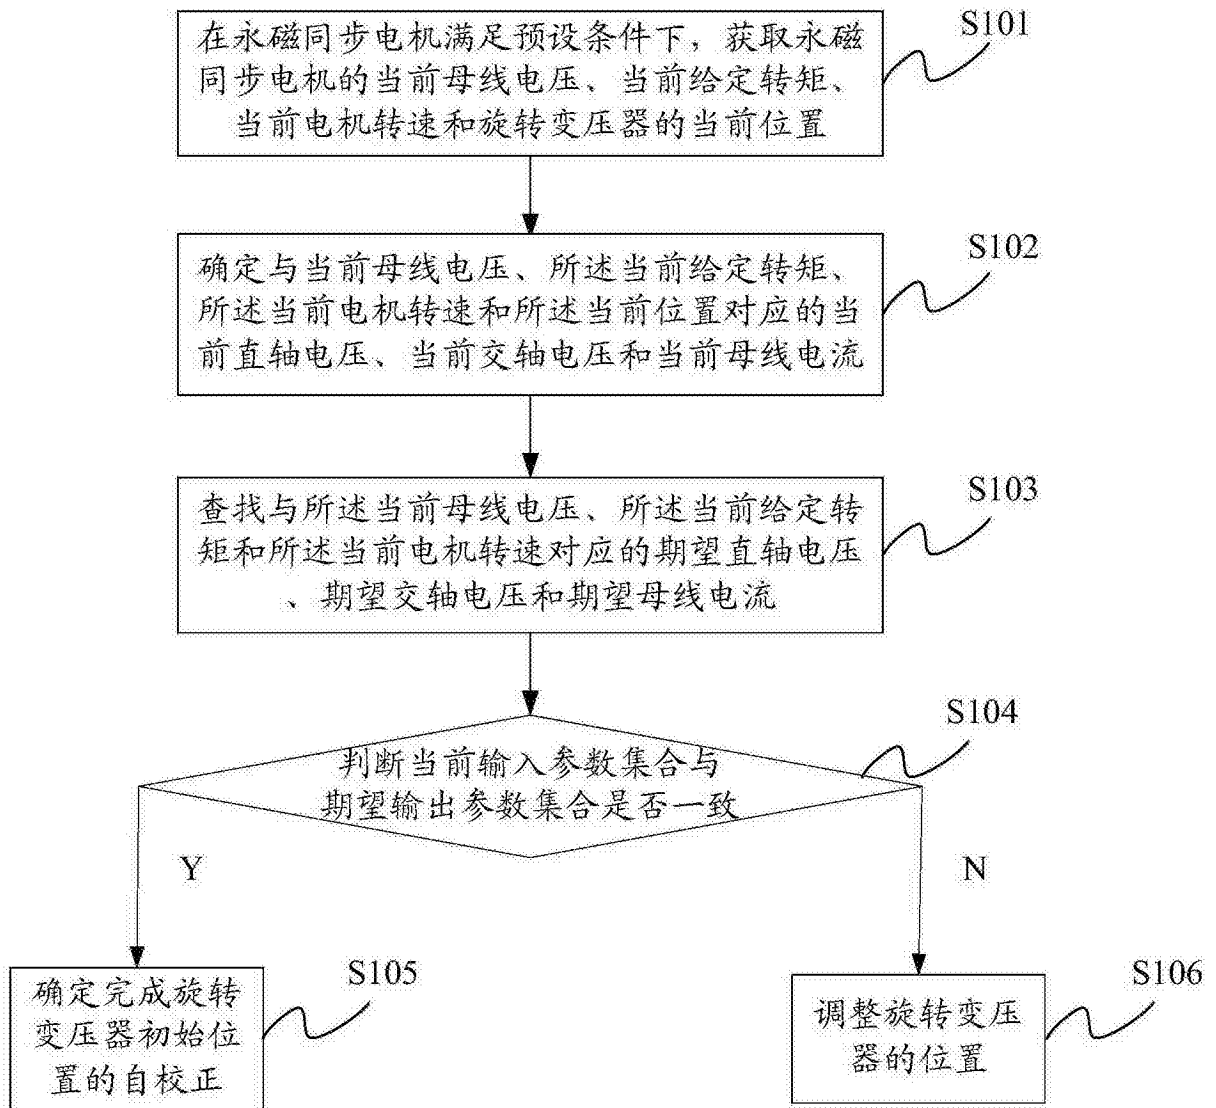 在永磁同步电机满足预设条件下，获取永磁
同步电机的当前母线电压、当前给定转矩、
当前电机转速和旋转变压器的当前位置
S101
确定与当前母线电压、所述当前给定转矩、
所述当前电机转速和所述当前位置对应的当
前直轴电压、当前交轴电压和当前母线电流
S102
查找与所述当前母线电压、所述当前给定转
矩和所述当前电机转速对应的期望直轴电压
、期望交轴电压和期望母线电流
S103
判断当前输入参数集合与
期望输出参数集合是否一致
S104
Y
N
确定完成旋转
变压器初始位
置的自校正
S105
调整旋转变压
器的位置
S106